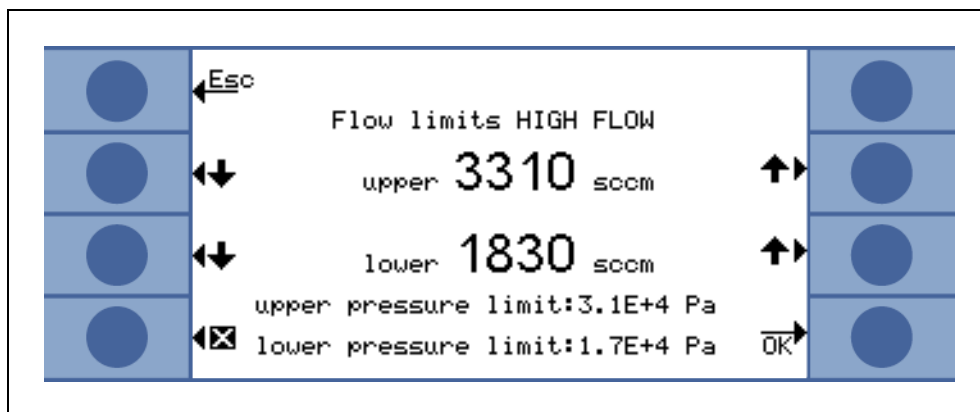 Esc
Flow limits HIGH FLOW
upper 3310 sccm
lower 1830 sccm
upper pressure limit:3.1E+4 Pa
lower pressure limit:1.7E+4 Pa
OK